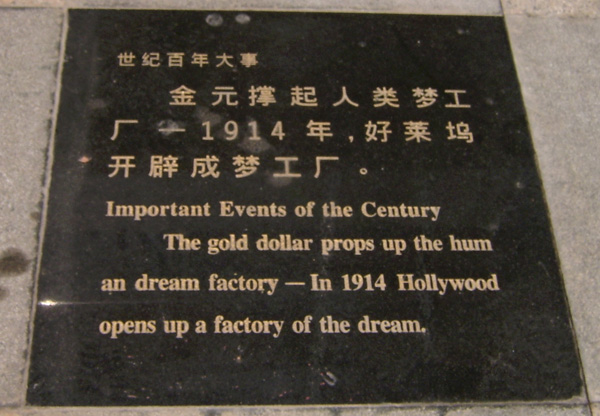 世纪百年大事
金元撑起人类梦工
厂一1914年,好莱坞
开辟成梦工厂。
Important Events of the Century
The gold dollar props up the hum
an dream factory — In 1914 Hollywood
opens up a factory of the dream.